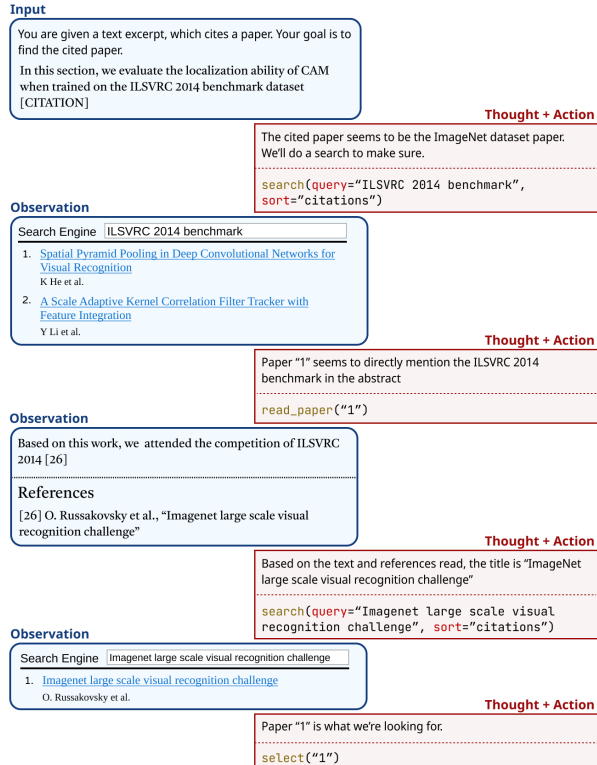 Input
You are given a text excerpt, which cites a paper. Your goal is to
find the cited paper.
In this section, we evaluate the localization ability of CAM
when trained on the ILSVRC 2014 benchmark dataset
[CITATION]
Thought + Action
The cited paper seems to be the ImageNet dataset paper.
We’ll do a search to make sure.
search(query=“ILSVRC 2014 benchmark”,
sort=“citations”)
Observation
Search Engine ILSVRC 2014 benchmark
1. Spatial Pyramid Pooling in Deep Convolutional Networks for
Visual Recognition
K He et al.
2. A Scale Adaptive Kernel Correlation Filter Tracker with
Feature Integration
Y Li et al.
Thought + Action
Paper “1” seems to directly mention the ILSVRC 2014
benchmark in the abstract
read_paper(“1”)
Observation
Based on this work, we attended the competition of ILSVRC
2014 [26]
References
[26] O. Russakovsky et al., “Imagenet large scale visual
recognition challenge”
Thought + Action
Based on the text and references read, the title is “ImageNet
large scale visual recognition challenge”
search(query=“Imagenet large scale visual
recognition challenge”, sort=“citations”)
Observation
Search Engine Imagenet large scale visual recognition challenge
1. Imagenet large scale visual recognition challenge
O. Russakovsky et al.
Thought + Action
Paper “1” is what we’re looking for.
select(“1”)